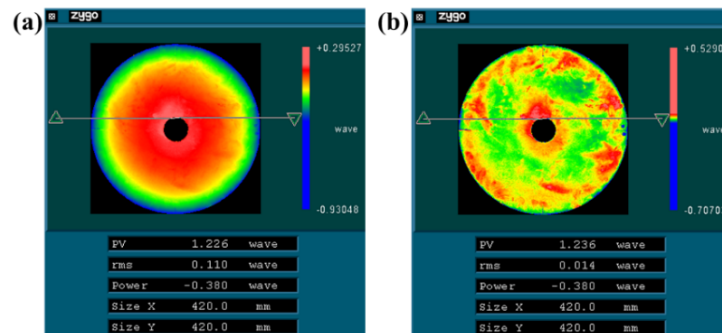 (a)
zygo
+0.29527
wave
-0.93048
PV 1.226 wave
rms 0.110 wave
Power -0.380 wave
Size X 420.0 mm
Size Y 420.0 mm
(b)
zygo
+0.5290
wave
-0.7070
PV 1.236 wave
rms 0.014 wave
Power -0.380 wave
Size X 420.0 mm
Size Y 420.0 mm